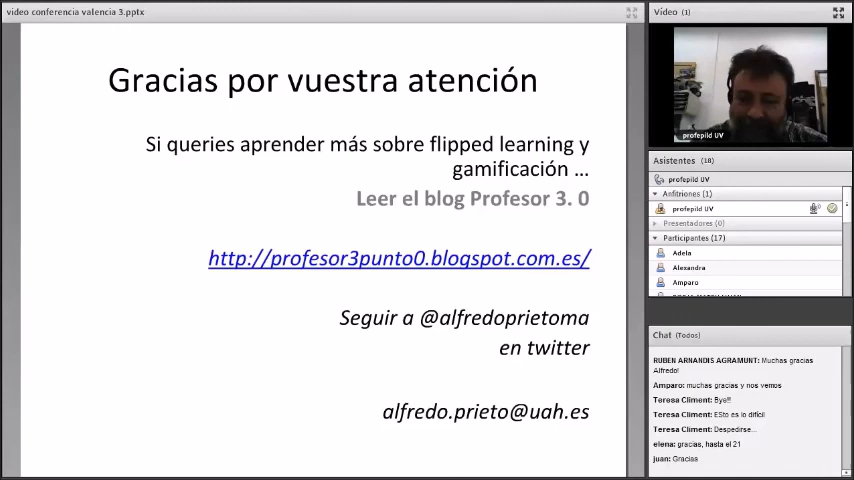 video conferencia valencia 3.pptx
Gracias por vuestra atención
Si queries aprender más sobre flipped learning y
gamificación ...
Leer el blog Profesor 3. 0
http://profesor3punto0.blogspot.com.es/
Seguir a @alfredoprietoma
en twitter
alfredo.prieto@uah.es
Vídeo (1)
profepild UV
Asistentes (18)
profepild UV
Anfitriones (1)
profepild UV
Presentadores (0)
Participantes (17)
Adela
Alexandra
Amparo
Chat (Todos)
RUBEN ARNANDIS AGRAMUNT: Muchas gracias
Alfredo!
Amparo: muchas gracias y nos vemos
Teresa Climent: Bye!!
Teresa Climent: ESto es lo difícil
Teresa Climent: Despedirse...
elena: gracias, hasta el 21
juan: Gracias